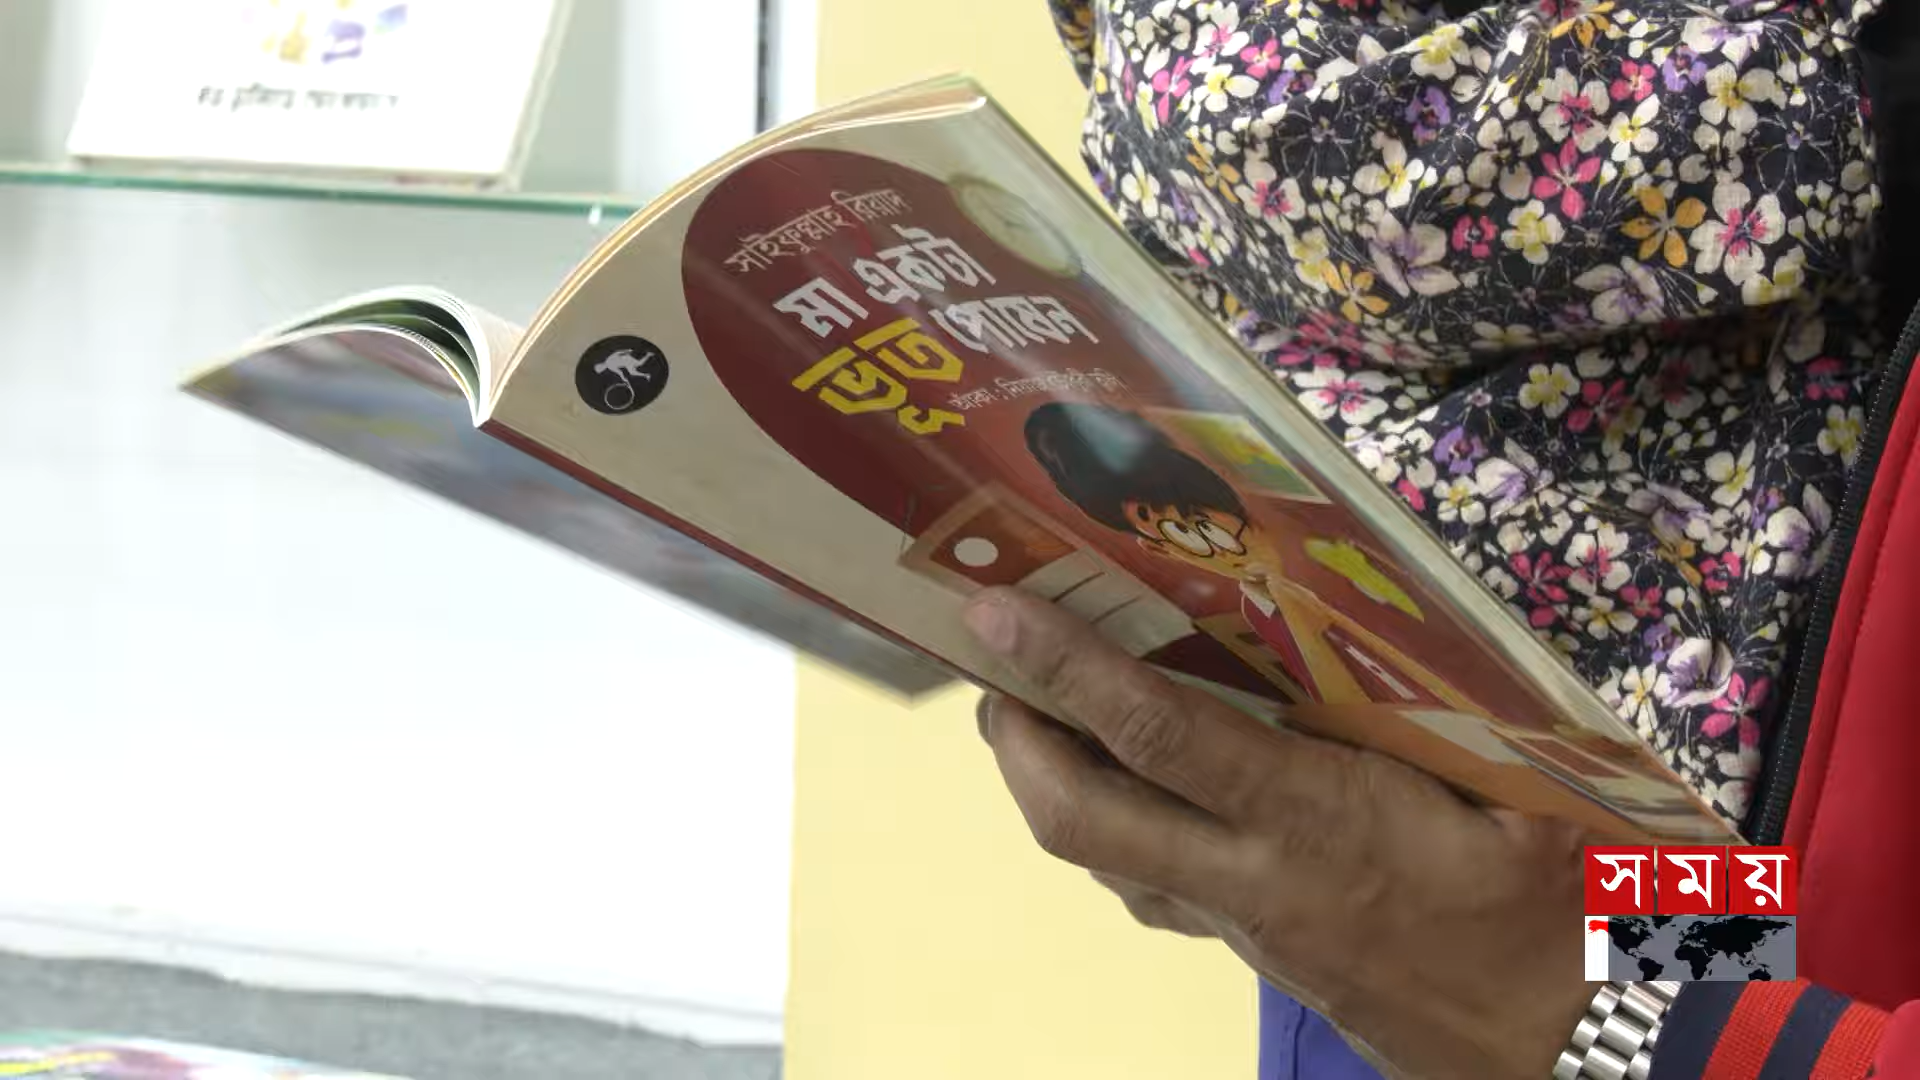 সাইফুল্লাহ রিয়াদ
মা একটা
ভূত পোষেন
আঁকা :
সময়